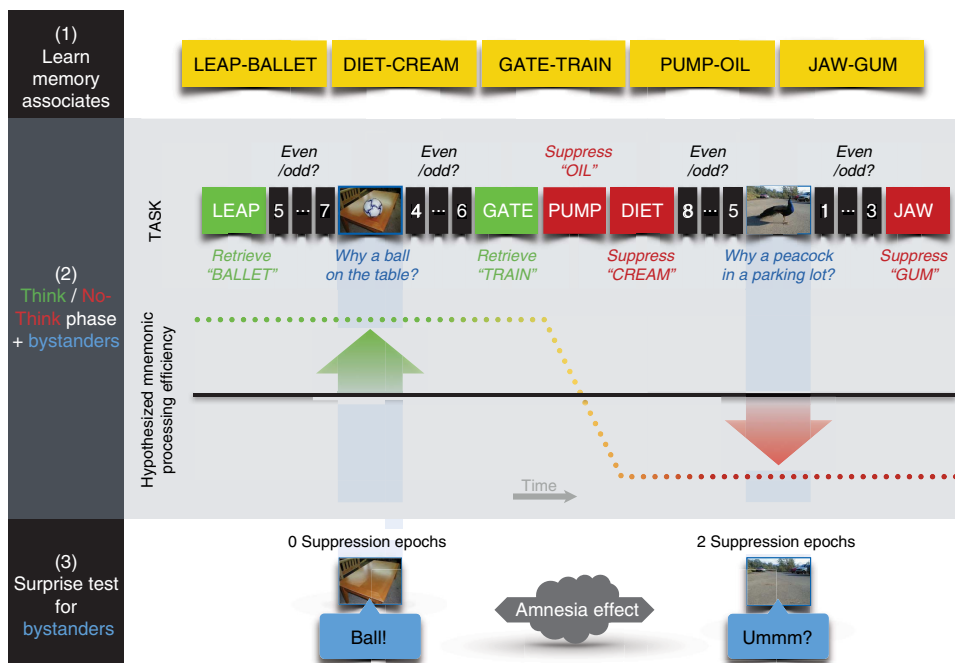 (1)
Learn
memory
associates
LEAP-BALLET DIET-CREAM GATE-TRAIN PUMP-OIL JAW-GUM
(2)
Think / No-
Think phase
+ bystanders
TASK
Even
/odd?
Even
/odd?
Suppress
“OIL”
Even
/odd?
Even
/odd?
LEAP 5 ··· 7 4 ··· 6 GATE PUMP DIET 8 ··· 5 1 ··· 3 JAW
Retrieve
“BALLET”
Why a ball
on the table?
Retrieve
“TRAIN”
Suppress
“CREAM”
Why a peacock
in a parking lot?
Suppress
“GUM”
Hypothesized mnemonic
processing efficiency
Time
(3)
Surprise test
for
bystanders
0 Suppression epochs
Ball!
Amnesia effect
2 Suppression epochs
Ummm?